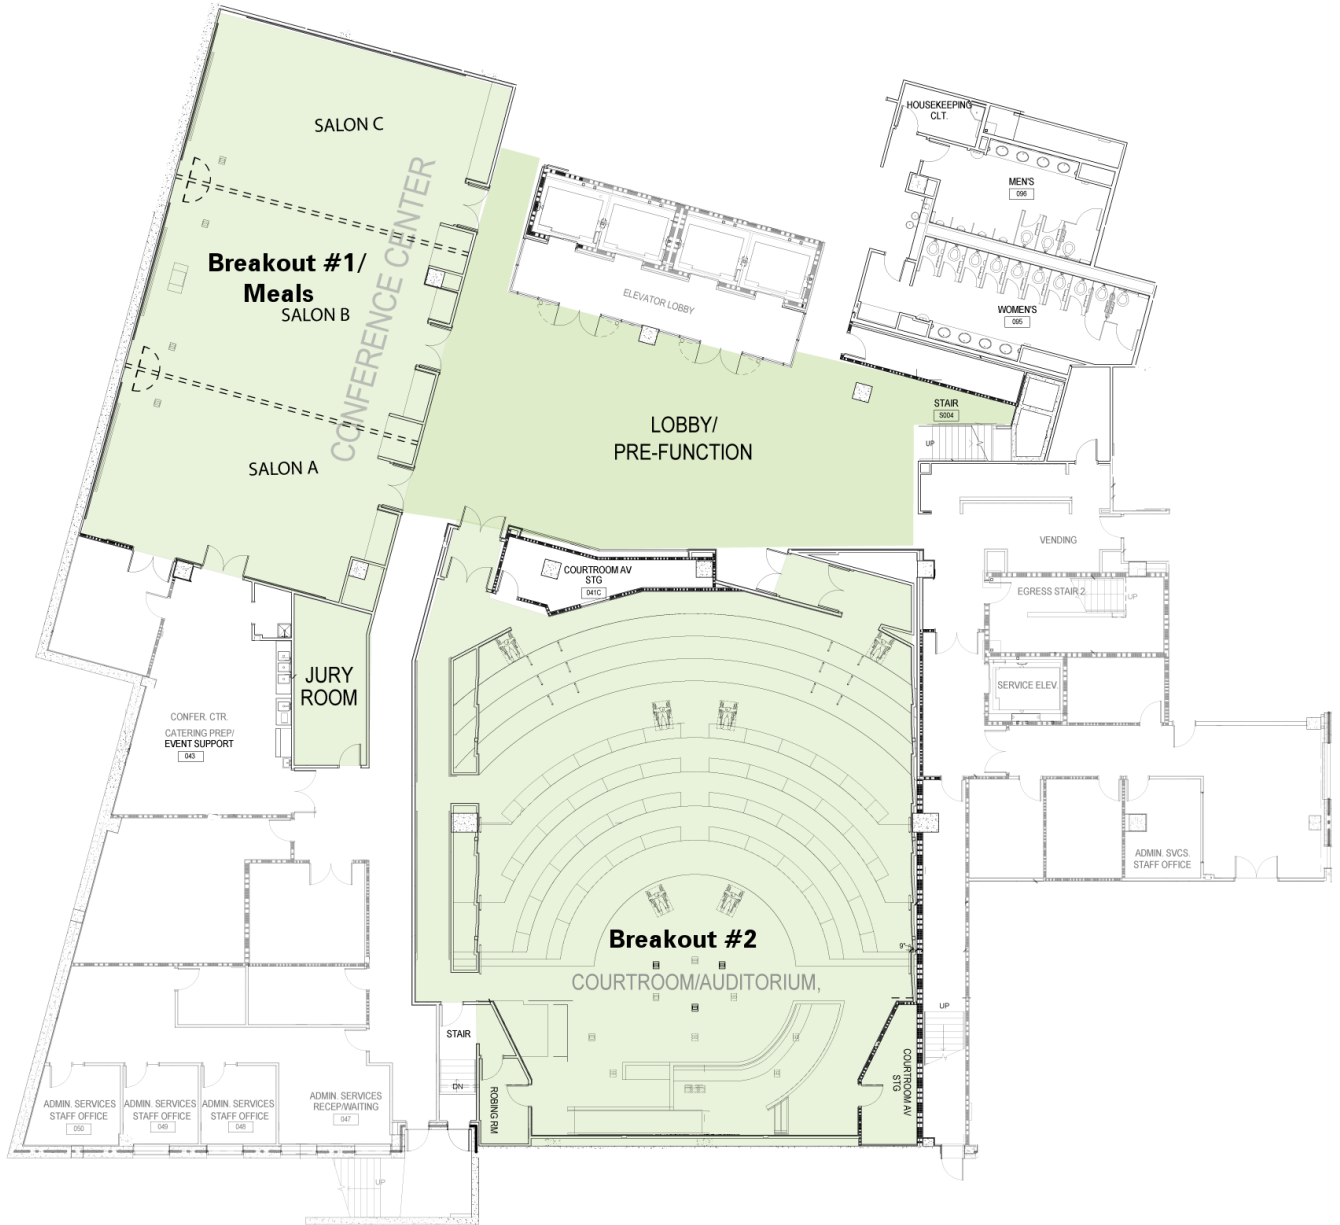 SALON C
HOUSEKEEPING
CLT.
MEN'S
096
CONFERENCE CENTER
Breakout #1/
Meals
SALON B
ELEVATOR LOBBY
WOMEN'S
095
STAIR
S004
UP
LOBBY/
PRE-FUNCTION
SALON A
VENDING
COURTROOM AV
STG
041C
EGRESS STAIR 2
UP
JURY
ROOM
SERVICE ELEV.
CONFER. CTR.
CATERING PREP/
EVENT SUPPORT
043
ADMIN. SVCS.
STAFF OFFICE
Breakout #2
9"
COURTROOM/AUDITORIUM,
UP
STAIR
DN
ROBING RM
COURTROOM AV
STG
ADMIN. SERVICES
STAFF OFFICE
050
ADMIN. SERVICES
STAFF OFFICE
049
ADMIN. SERVICES
STAFF OFFICE
048
ADMIN. SERVICES
RECEP/WAITING
047
UP